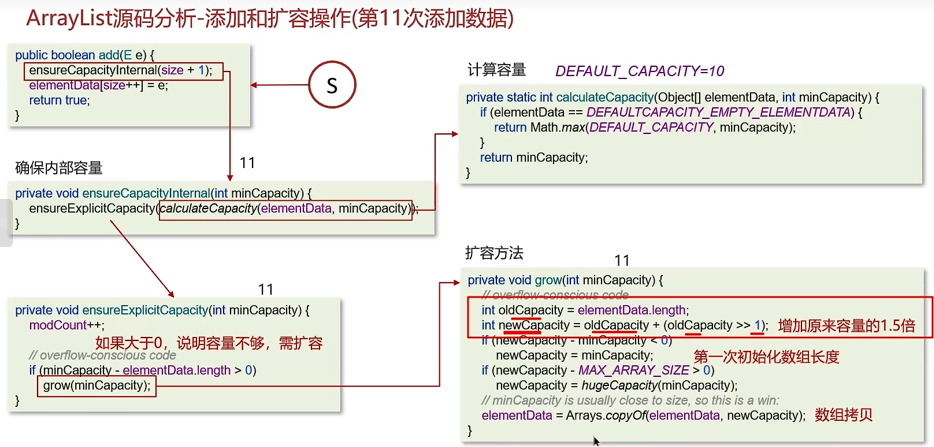 ArrayList源码分析-添加和扩容操作(第11次添加数据)
public boolean add(E e) {
ensureCapacityInternal(size + 1);
elementData[size++] = e;
return true;
}
S
计算容量 DEFAULT_CAPACITY=10
private static int calculateCapacity(Object[] elementData, int minCapacity) {
if (elementData == DEFAULTCAPACITY_EMPTY_ELEMENTDATA) {
return Math.max(DEFAULT_CAPACITY, minCapacity);
}
return minCapacity;
}
确保内部容量
11
private void ensureCapacityInternal(int minCapacity) {
ensureExplicitCapacity(calculateCapacity(elementData, minCapacity));
}
11
private void ensureExplicitCapacity(int minCapacity) {
modCount++;
如果大于0，说明容量不够，需扩容
// overflow-conscious code
if (minCapacity - elementData.length > 0)
grow(minCapacity);
}
扩容方法
11
private void grow(int minCapacity) {
// overflow-conscious code
int oldCapacity = elementData.length;
int newCapacity = oldCapacity + (oldCapacity >> 1); 增加原来容量的1.5倍
if (newCapacity - minCapacity < 0)
newCapacity = minCapacity; 第一次初始化数组长度
if (newCapacity - MAX_ARRAY_SIZE > 0)
newCapacity = hugeCapacity(minCapacity);
// minCapacity is usually close to size, so this is a win:
elementData = Arrays.copyOf(elementData, newCapacity); 数组拷贝
}